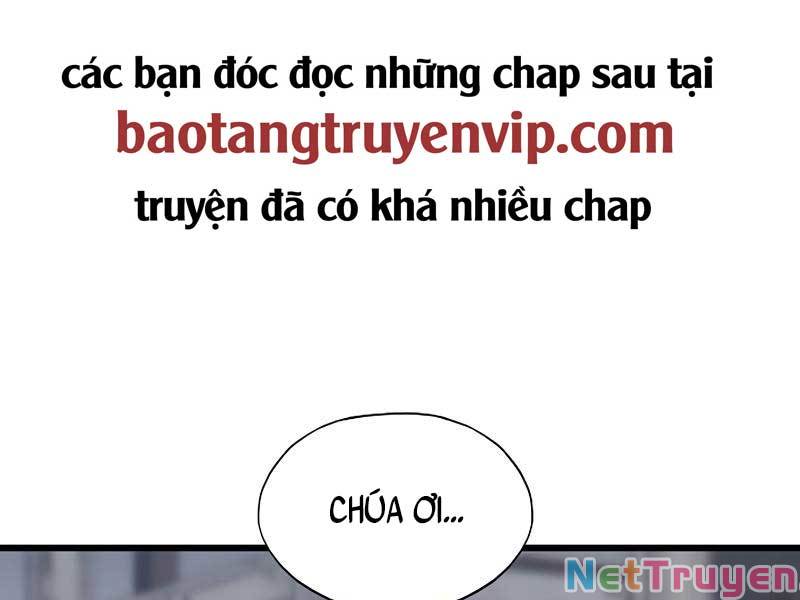 các bạn đóc đọc những chap sau tại
baotangtruyenvip.com
truyện đã có khá nhiều chap
CHÚA ƠI...
NetTruyen